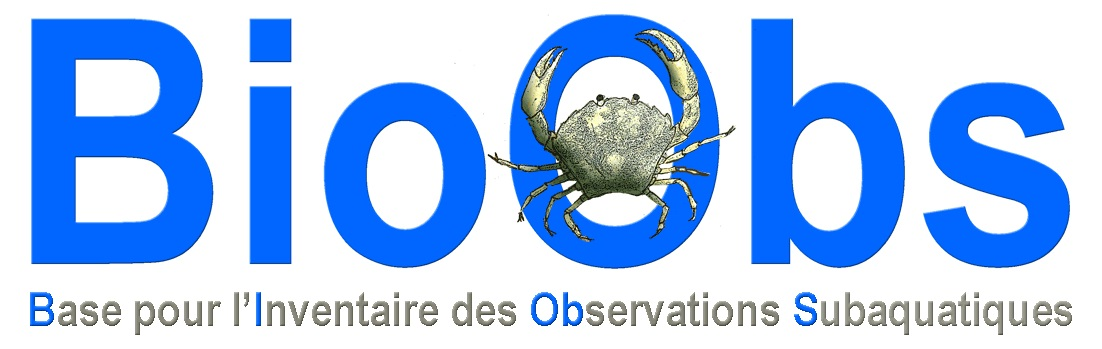 BioObs
Base pour l’Inventaire des Observations Subaquatiques